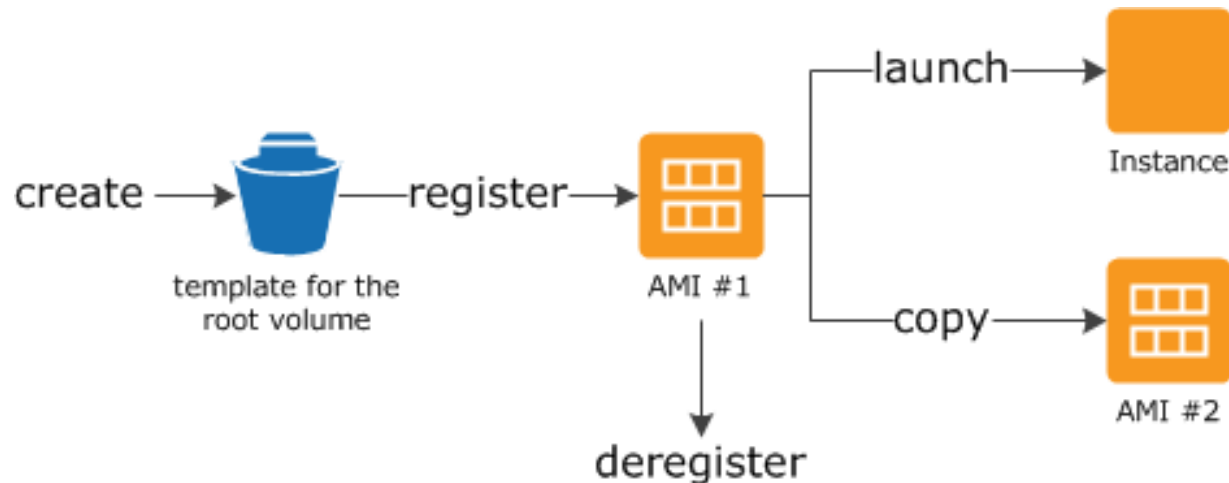 launch
Instance
create
register
template for the
root volume
AMI #1
copy
AMI #2
deregister